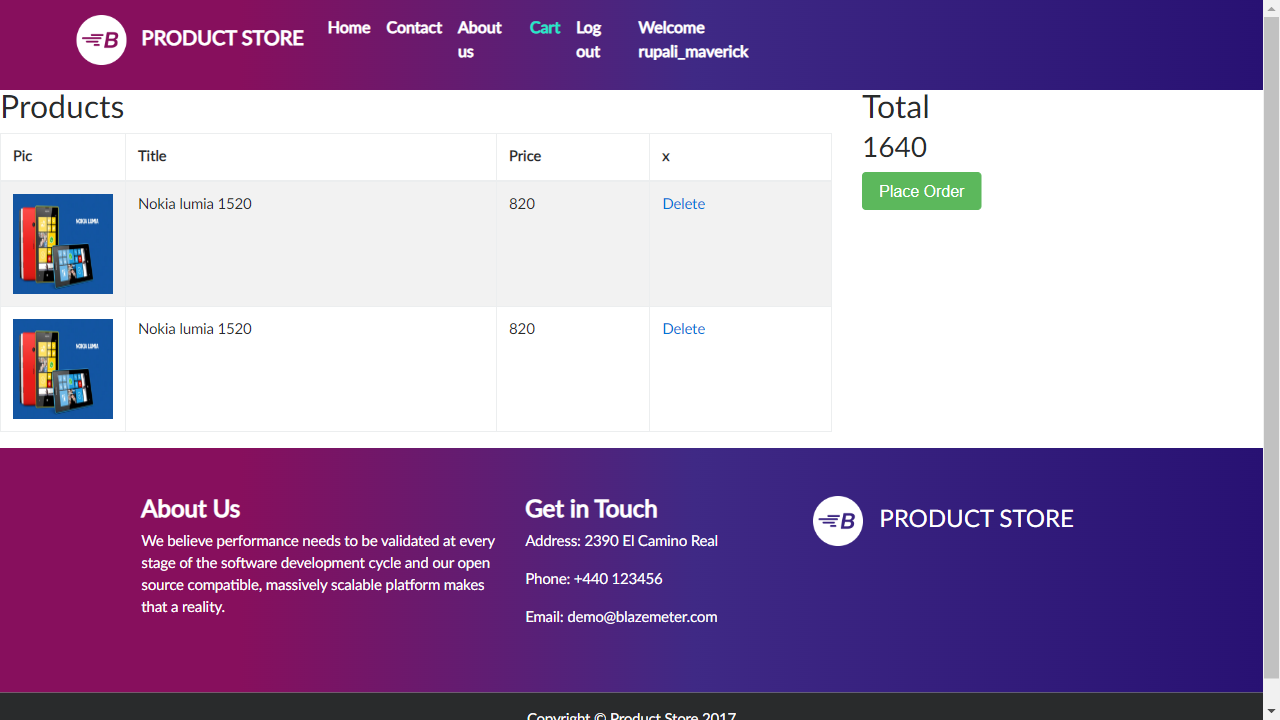 B PRODUCT STORE Home Contact About us Cart Log out Welcome rupali_maverick
Products
Total
1640
Place Order
Pic Title Price x
NOKIA LUMIA Nokia lumia 1520 820 Delete
NOKIA LUMIA Nokia lumia 1520 820 Delete
About Us
We believe performance needs to be validated at every
stage of the software development cycle and our open
source compatible, massively scalable platform makes
that a reality.
Get in Touch
Address: 2390 El Camino Real
Phone: +440 123456
Email: demo@blazemeter.com
B PRODUCT STORE
Copyright © Product Store 2017